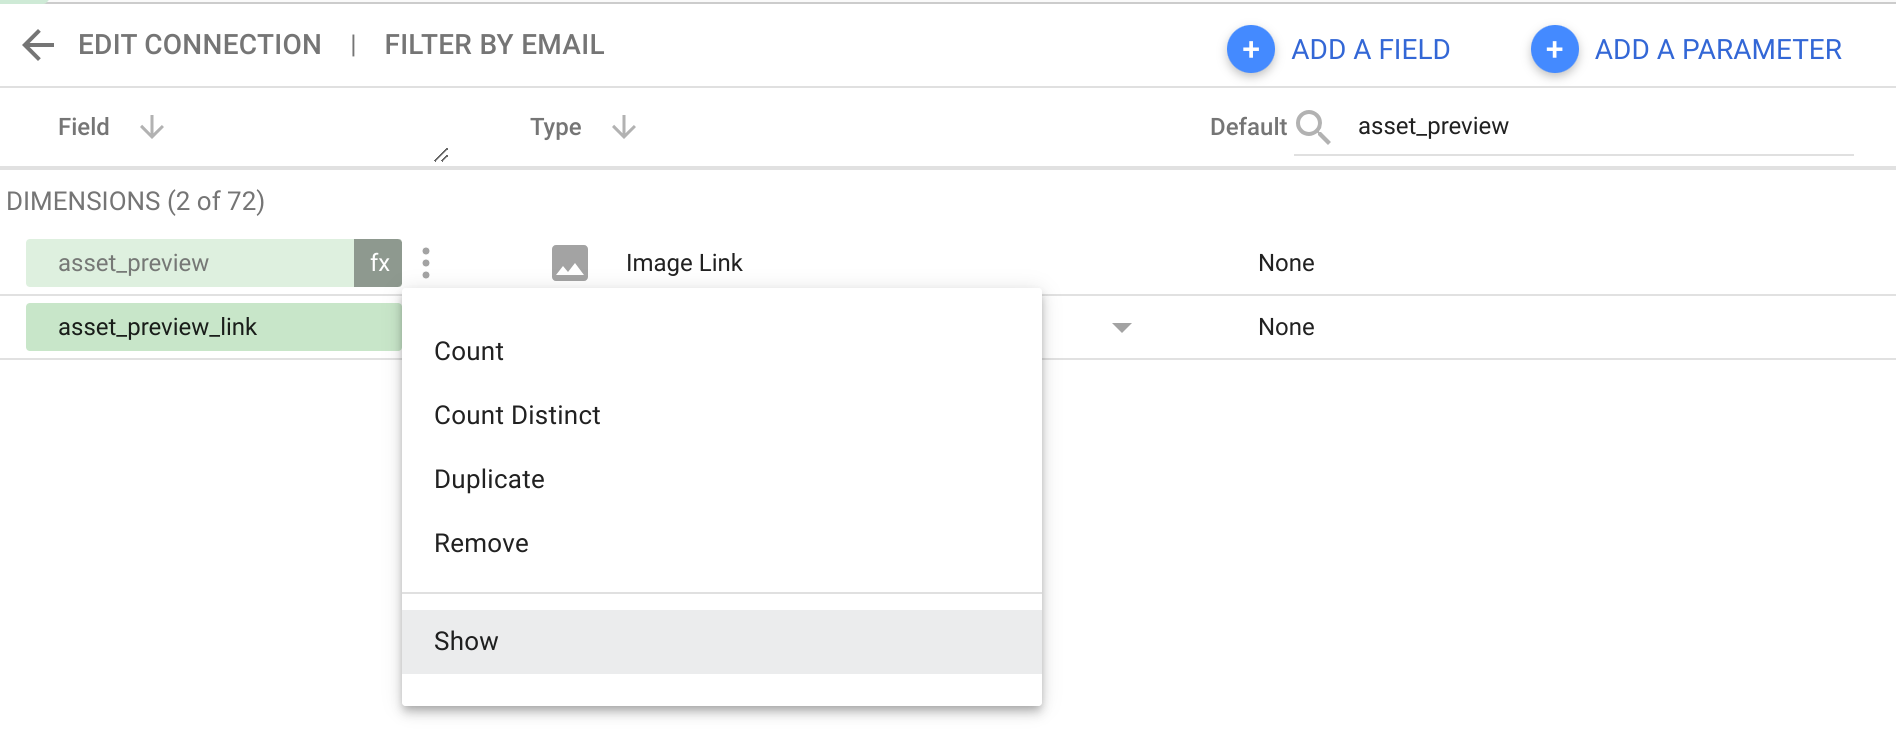 EDIT CONNECTION | FILTER BY EMAIL
+ ADD A FIELD + ADD A PARAMETER
Field Type Default asset_preview
DIMENSIONS (2 of 72)
asset_preview fx Image Link None
asset_preview_link None
Count
Count Distinct
Duplicate
Remove
Show